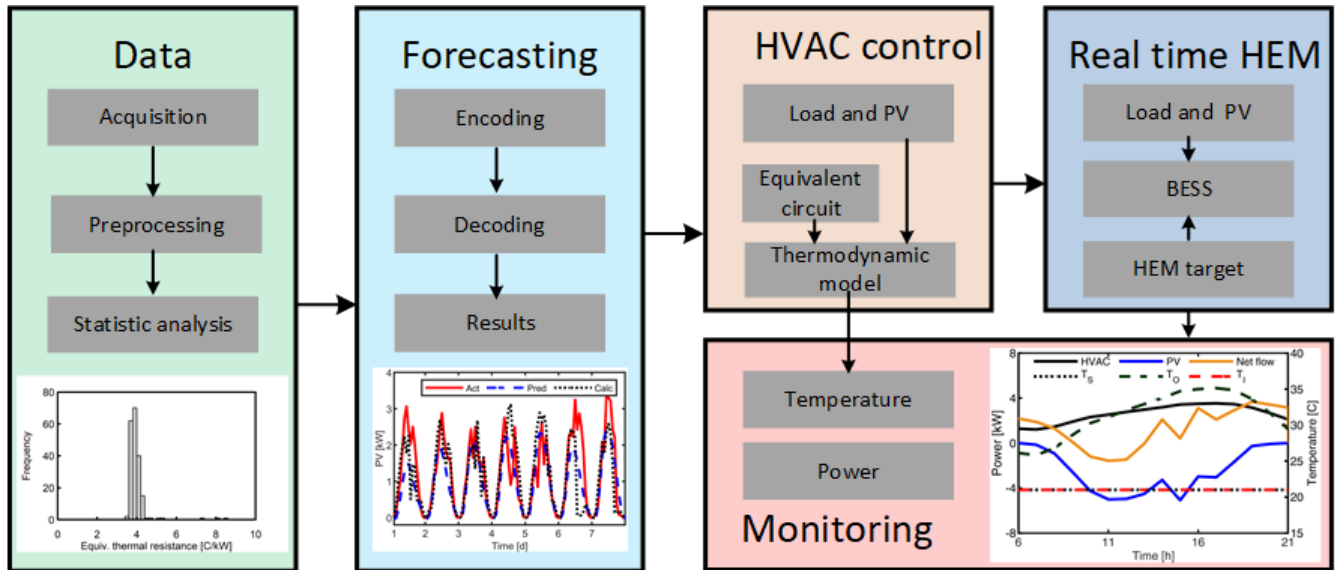 Data
Acquisition
Preprocessing
Statistic analysis
80
60
40
20
0
Frequency
0 2 4 6 8 10
Equiv. thermal resistance [C/kW]
Forecasting
Encoding
Decoding
Results
Act Pred Calc
4
3
2
1
0
PV [kW]
1 2 3 4 5 6 7
Time [d]
HVAC control
Load and PV
Equivalent
circuit
Thermodynamic
model
Real time HEM
Load and PV
BESS
HEM target
Temperature
Power
Monitoring
HVAC PV Net flow
TS TO TI
8
4
0
-4
-8
Power [kW]
40
35
30
25
20
15
Temperature [C]
6 11 16 21
Time [h]